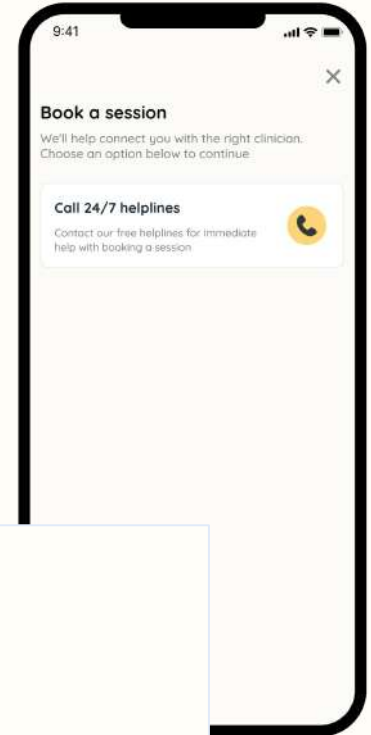 9:41
Book a session
We'll help connect you with the right clinician.
Choose an option below to continue
Call 24/7 helplines
Contact our free helplines for immediate
help with booking a session